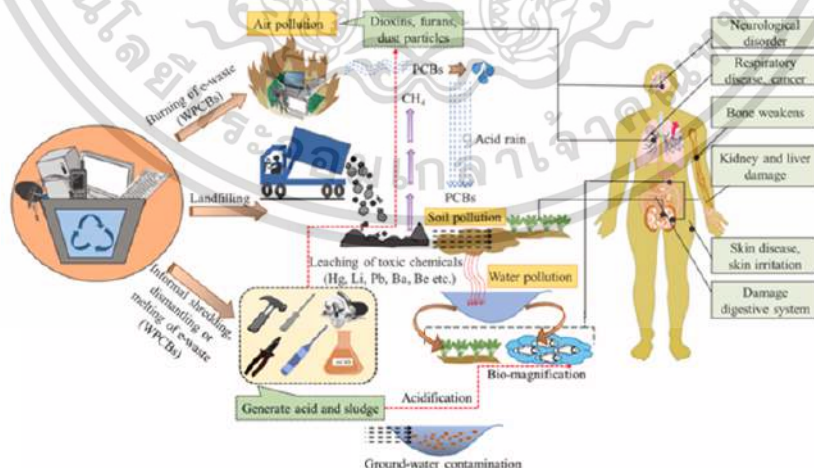 Air pollution
Dioxins, furans,
dust particles
Neurological
disorder
Burning of e-waste
(WPCBs)
PCBs
CH4
Respiratory
disease, cancer
Bone weakens
Acid rain
Kidney and liver
damage
Landfilling
PCBs
Soil pollution
Leaching of toxic chemicals
(Hg, Li, Pb, Ba, Be etc.)
Water pollution
Skin disease,
skin irritation
Informal shredding,
dismantling or
melting of e-waste
(WPCBs)
Damage
digestive system
Bio-magnification
Generate acid and sludge
Acidification
Ground-water contamination